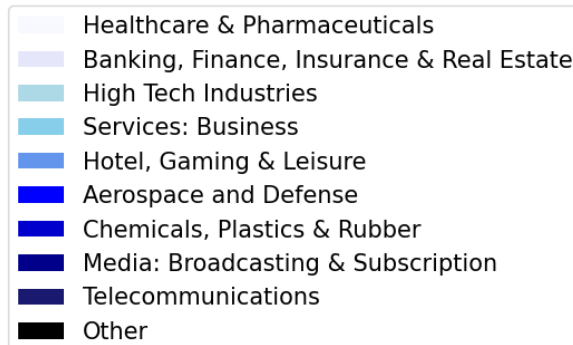 Healthcare & Pharmaceuticals
Banking, Finance, Insurance & Real Estate
High Tech Industries
Services: Business
Hotel, Gaming & Leisure
Aerospace and Defense
Chemicals, Plastics & Rubber
Media: Broadcasting & Subscription
Telecommunications
Other